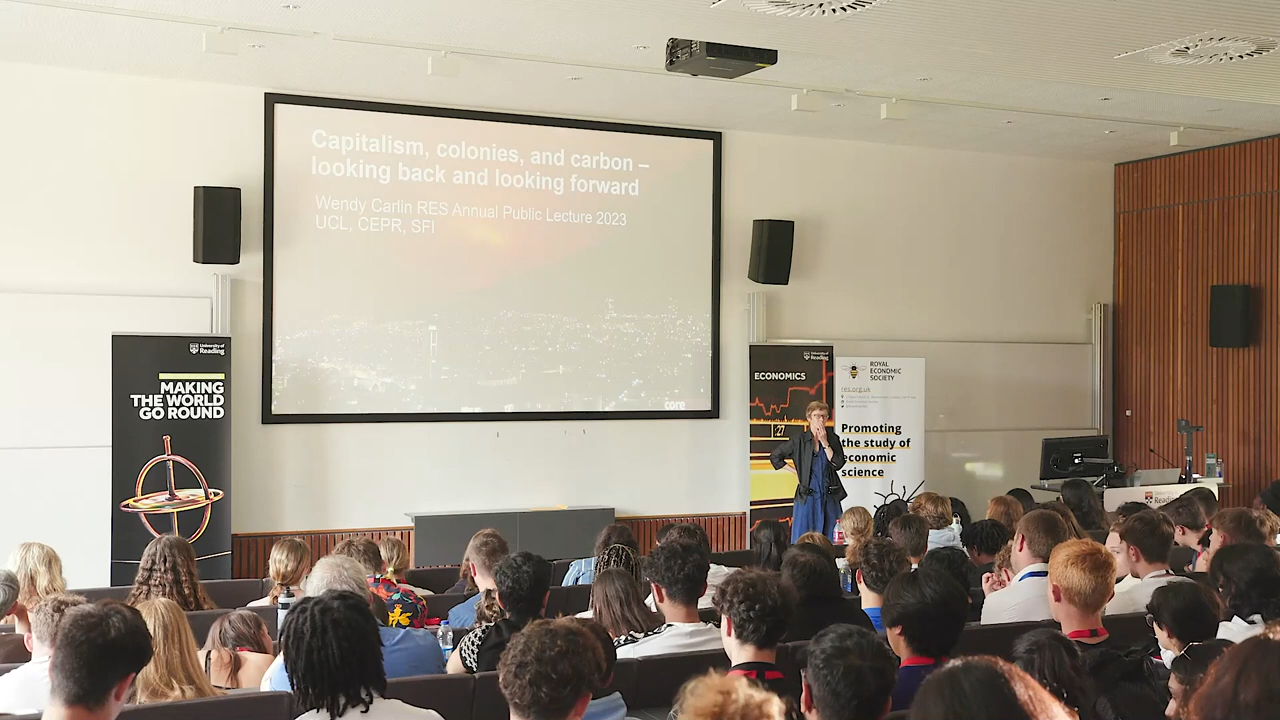 Capitalism, colonies, and carbon –
looking back and looking forward
Wendy Carlin RES Annual Public Lecture 2023
UCL, CEPR, SFI
core
University of
Reading
MAKING
THE WORLD
GO ROUND
University of
Reading
ECONOMICS
:27
ROYAL
ECONOMIC
SOCIETY
res.org.uk
Promoting
the study of
economic
science
Reading